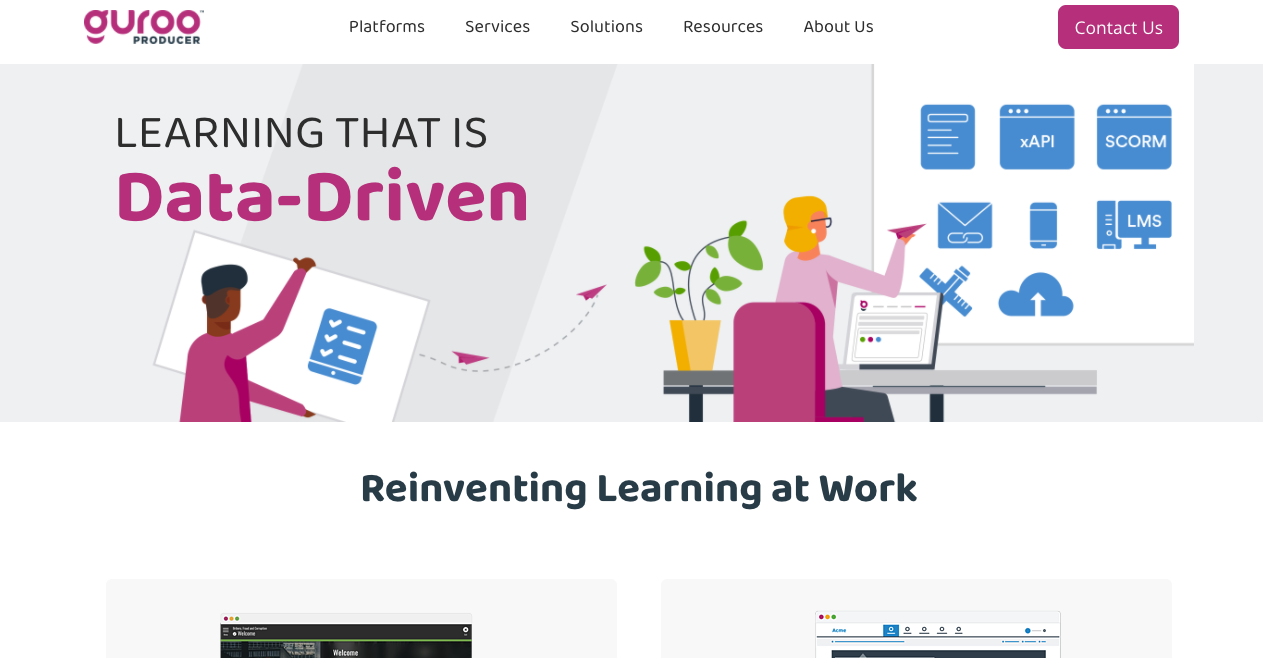 guroo™
PRODUCER
Platforms
Services
Solutions
Resources
About Us
Contact Us
LEARNING THAT IS
Data-Driven
xAPI
SCORM
LMS
Reinventing Learning at Work
Welcome
Welcome
Acme